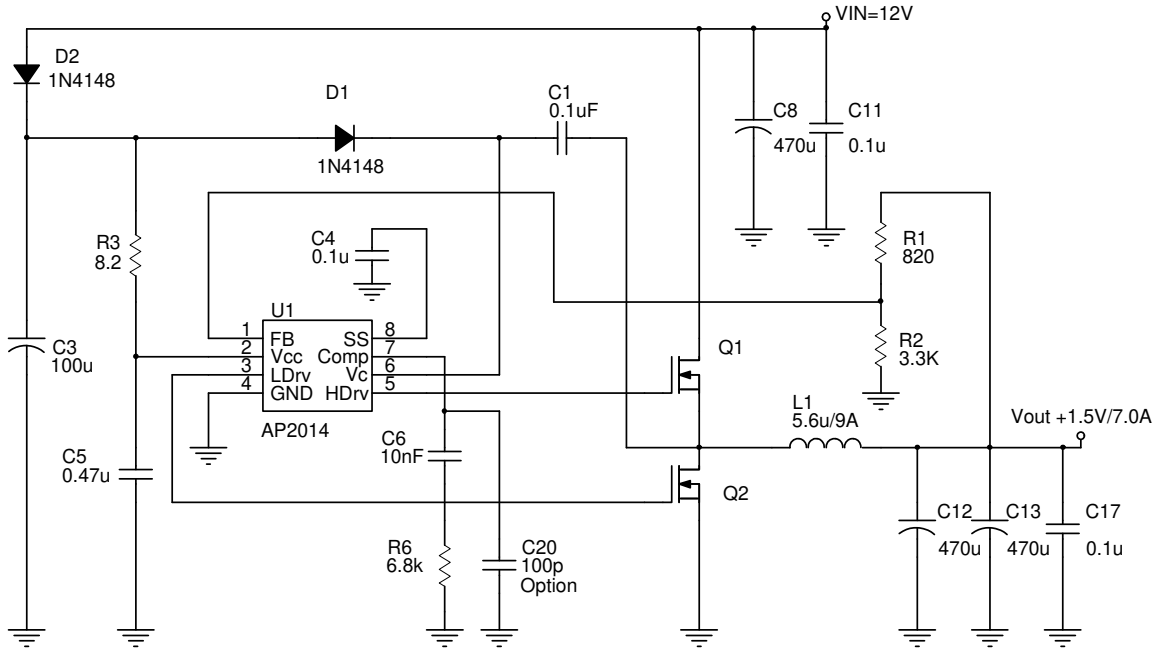 VIN=12V
D2
1N4148
D1
1N4148
C1
0.1uF
C8
470u
C11
0.1u
R3
8.2
C4
0.1u
R1
820
U1
1
FB
SS
8
2
Vcc
Comp
7
3
LDrv
Vc
6
4
GND
HDrv
5
AP2014
C3
100u
Q1
R2
3.3K
L1
5.6u/9A
Vout +1.5V/7.0A
C5
0.47u
C6
10nF
Q2
C12
470u
C13
470u
C17
0.1u
R6
6.8k
C20
100p
Option